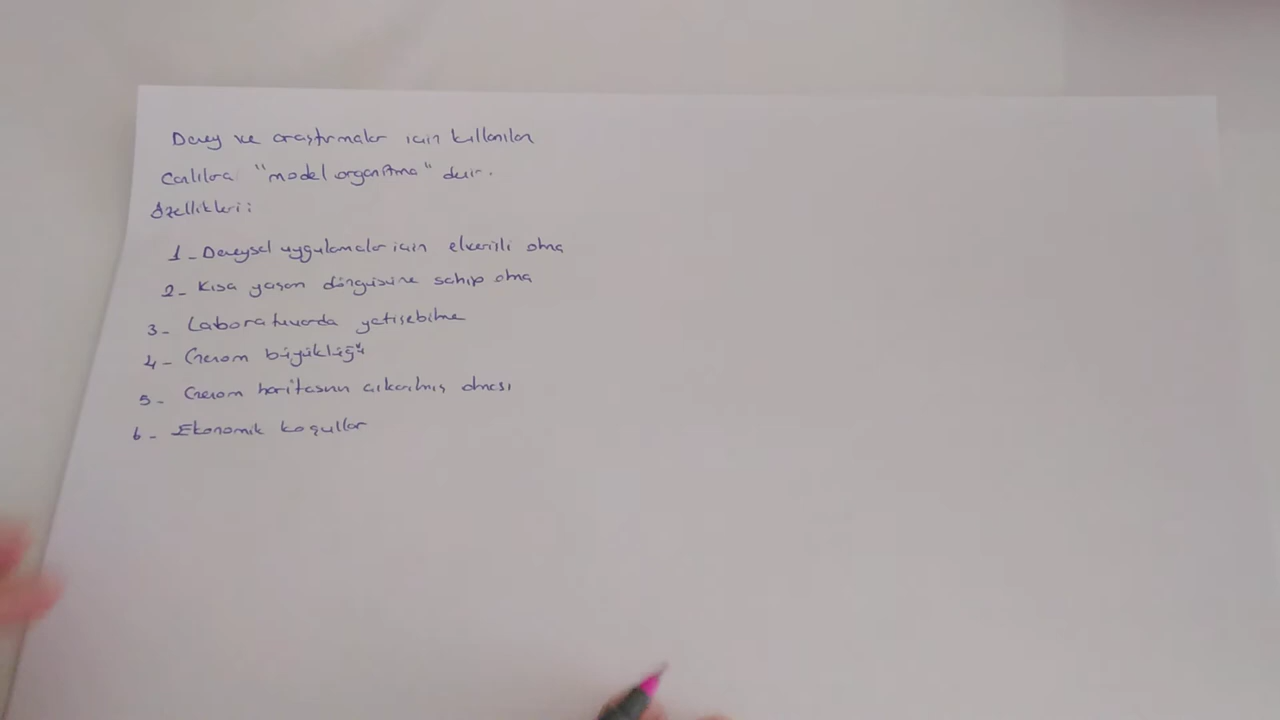 Deney ve araştırmalar için kullanılan
canlılara "model organizma" denir.
Özellikleri:
1- Deneysel uygulamalar için elverişli olma
2- Kısa yaşam döngüsüne sahip olma
3- Laboratuvarda yetişebilme
4- Genom büyüklüğü
5- Genom haritasının çıkarılmış olması
6- Ekonomik koşullar